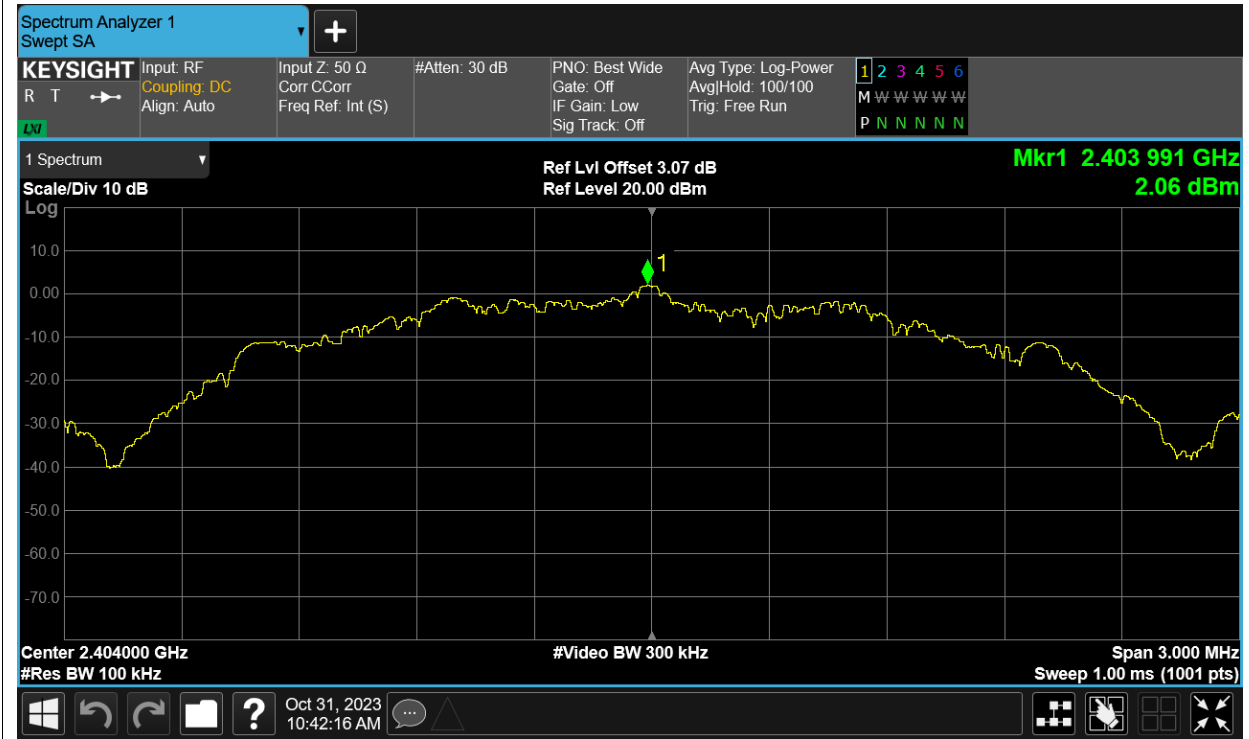 Spectrum Analyzer 1
Swept SA
KEYSIGHT
R T
LXI
Input: RF
Coupling: DC
Align: Auto
Input Z: 50 Ω
Corr CCorr
Freq Ref: Int (S)
#Atten: 30 dB
PNO: Best Wide
Gate: Off
IF Gain: Low
Sig Track: Off
Avg Type: Log-Power
Avg|Hold: 100/100
Trig: Free Run
1 2 3 4 5 6
M W W W W W
P N N N N N
1 Spectrum
Scale/Div 10 dB
Log
Ref Lvl Offset 3.07 dB
Ref Level 20.00 dBm
Mkr1 2.403 991 GHz
2.06 dBm
1
10.0
0.00
-10.0
-20.0
-30.0
-40.0
-50.0
-60.0
-70.0
Center 2.404000 GHz
#Res BW 100 kHz
#Video BW 300 kHz
Span 3.000 MHz
Sweep 1.00 ms (1001 pts)
?
Oct 31, 2023
10:42:16 AM